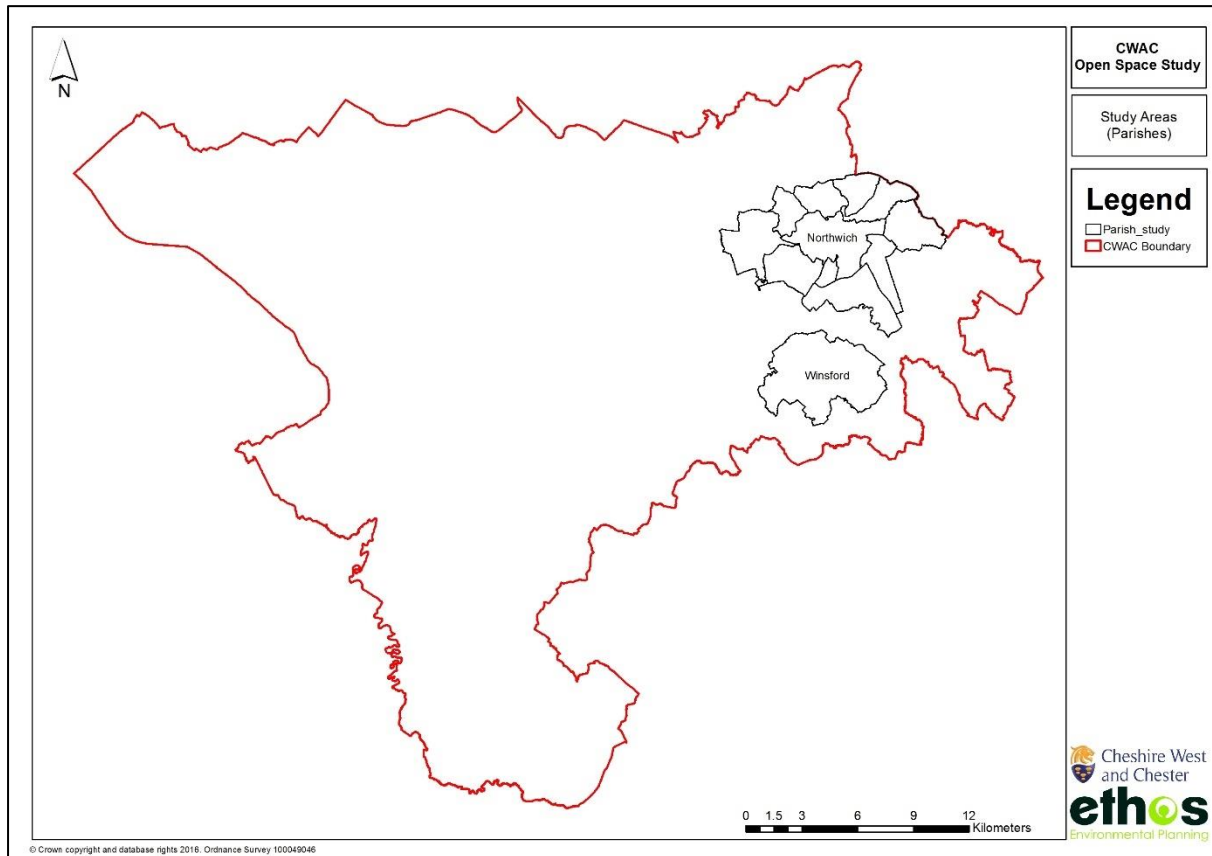 N
CWAC
Open Space Study
Study Areas
(Parishes)
Legend
Parish_study
CWAC Boundary
Northwich
Winsford
0 1.5 3 6 9 12
Kilometers
Cheshire West
and Chester
ethos
Environmental Planning
© Crown copyright and database rights 2016. Ordnance Survey 100049046